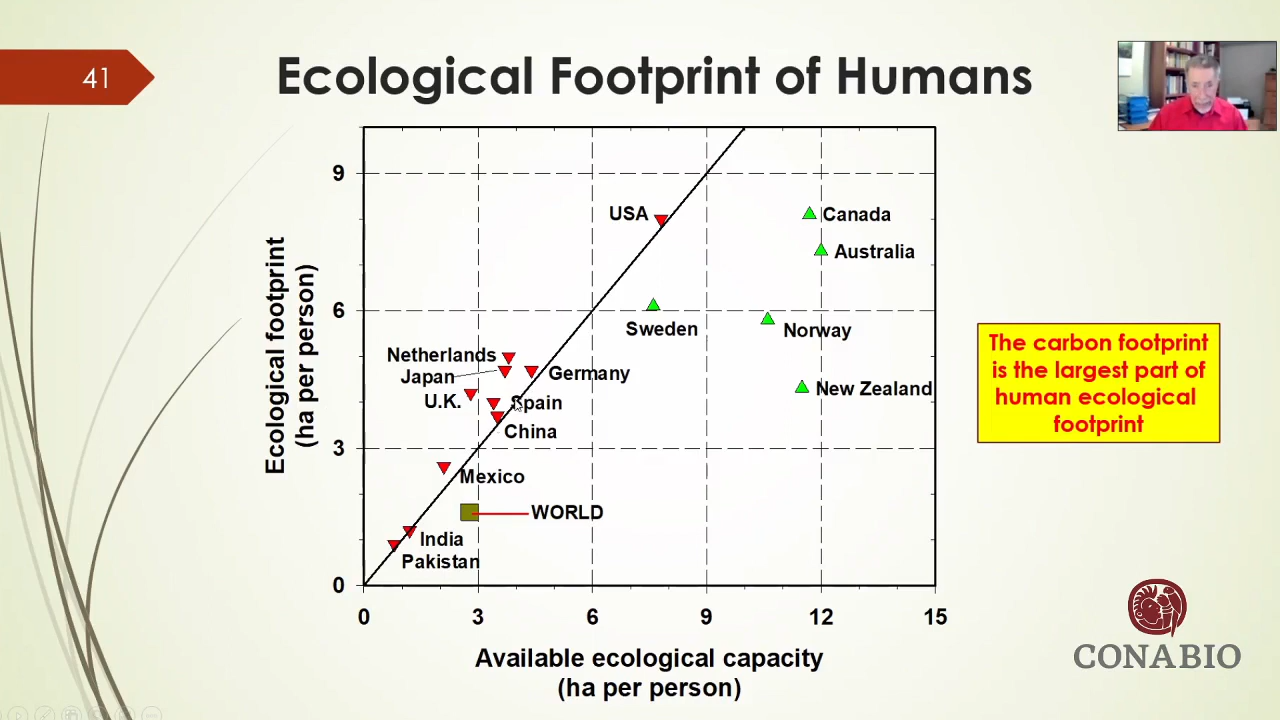 41
Ecological Footprint of Humans
Ecological footprint
(ha per person)
9
6
3
0
USA
Canada
Australia
Sweden
Norway
Netherlands
Japan
Germany
New Zealand
U.K.
Spain
China
Mexico
WORLD
India
Pakistan
0 3 6 9 12 15
Available ecological capacity
(ha per person)
The carbon footprint
is the largest part of
human ecological
footprint
CONABIO